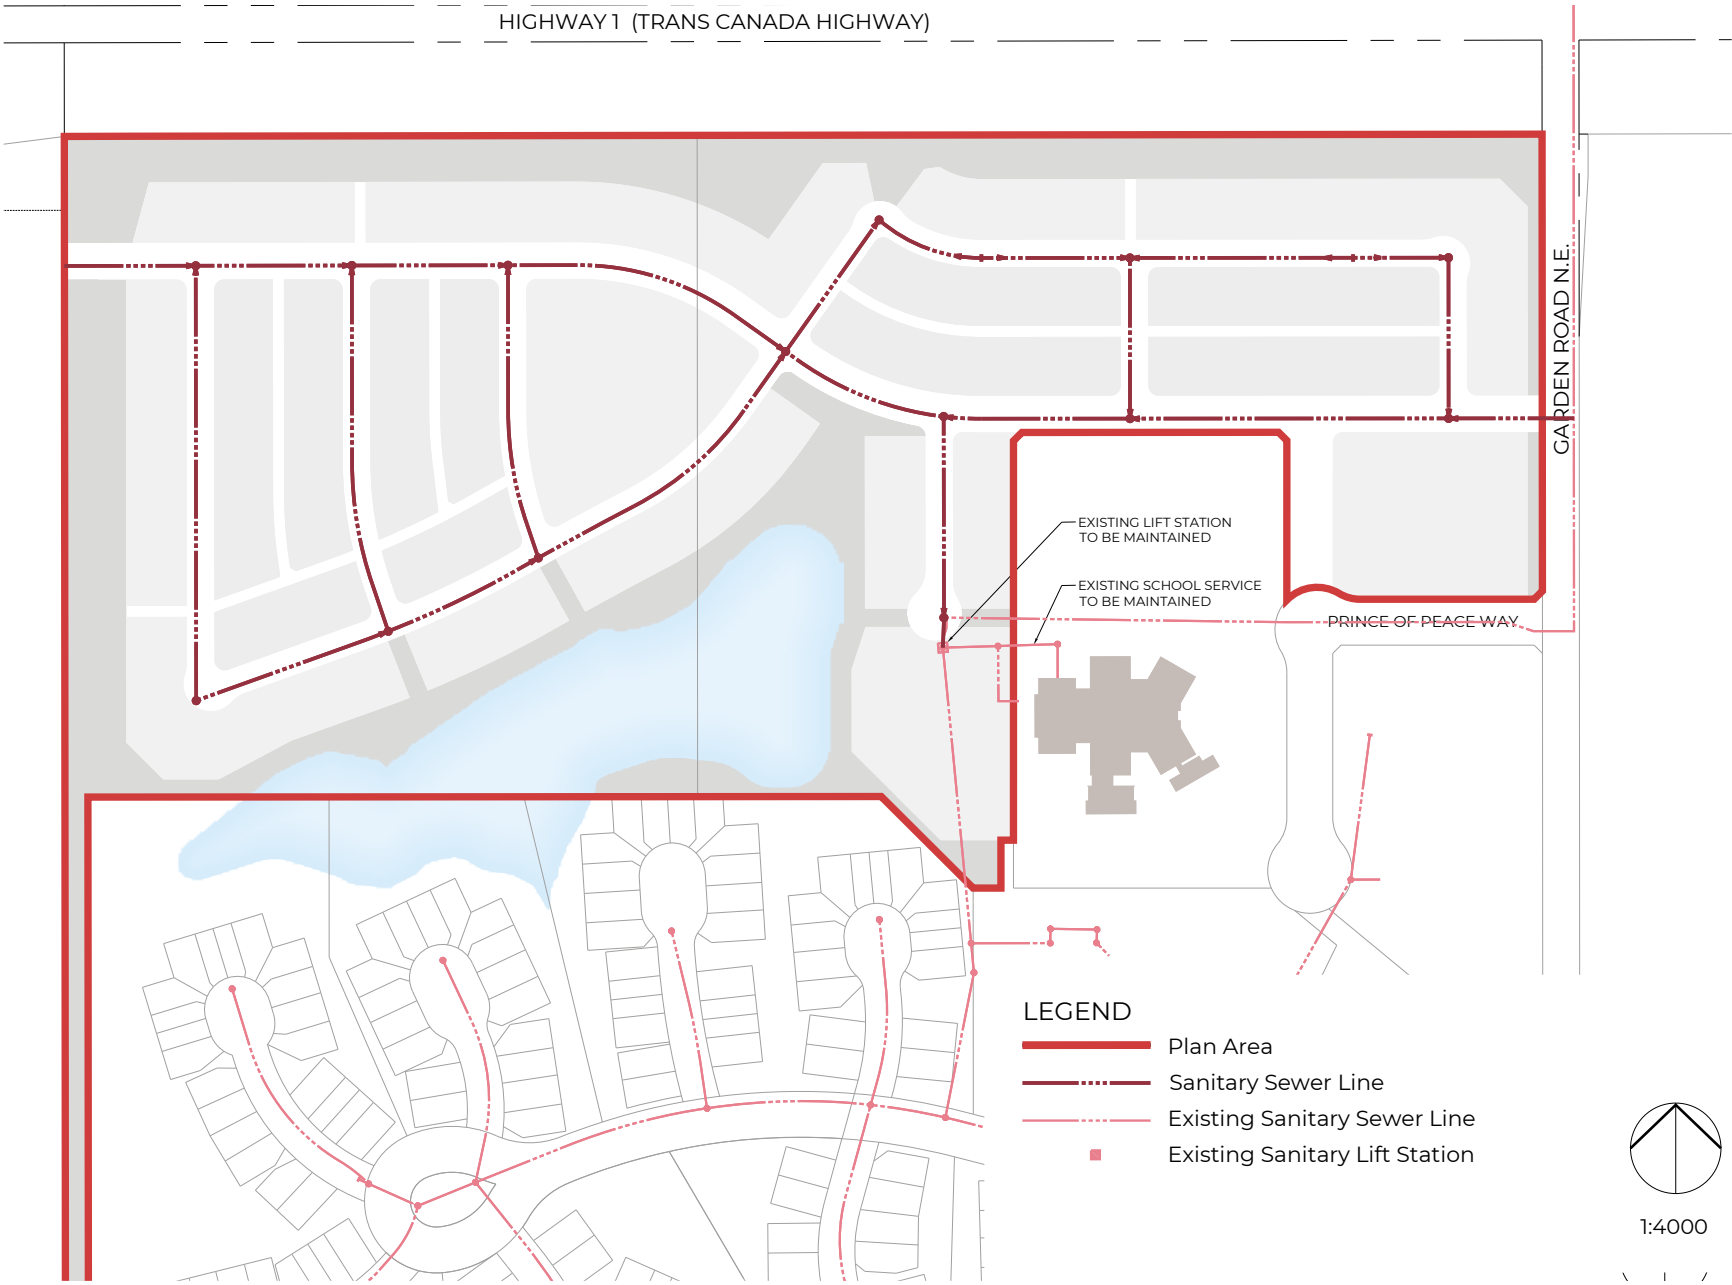 HIGHWAY 1 (TRANS CANADA HIGHWAY)
GARDEN ROAD N.E.
EXISTING LIFT STATION
TO BE MAINTAINED
EXISTING SCHOOL SERVICE
TO BE MAINTAINED
PRINCE OF PEACE WAY
LEGEND
Plan Area
Sanitary Sewer Line
Existing Sanitary Sewer Line
Existing Sanitary Lift Station
1:4000